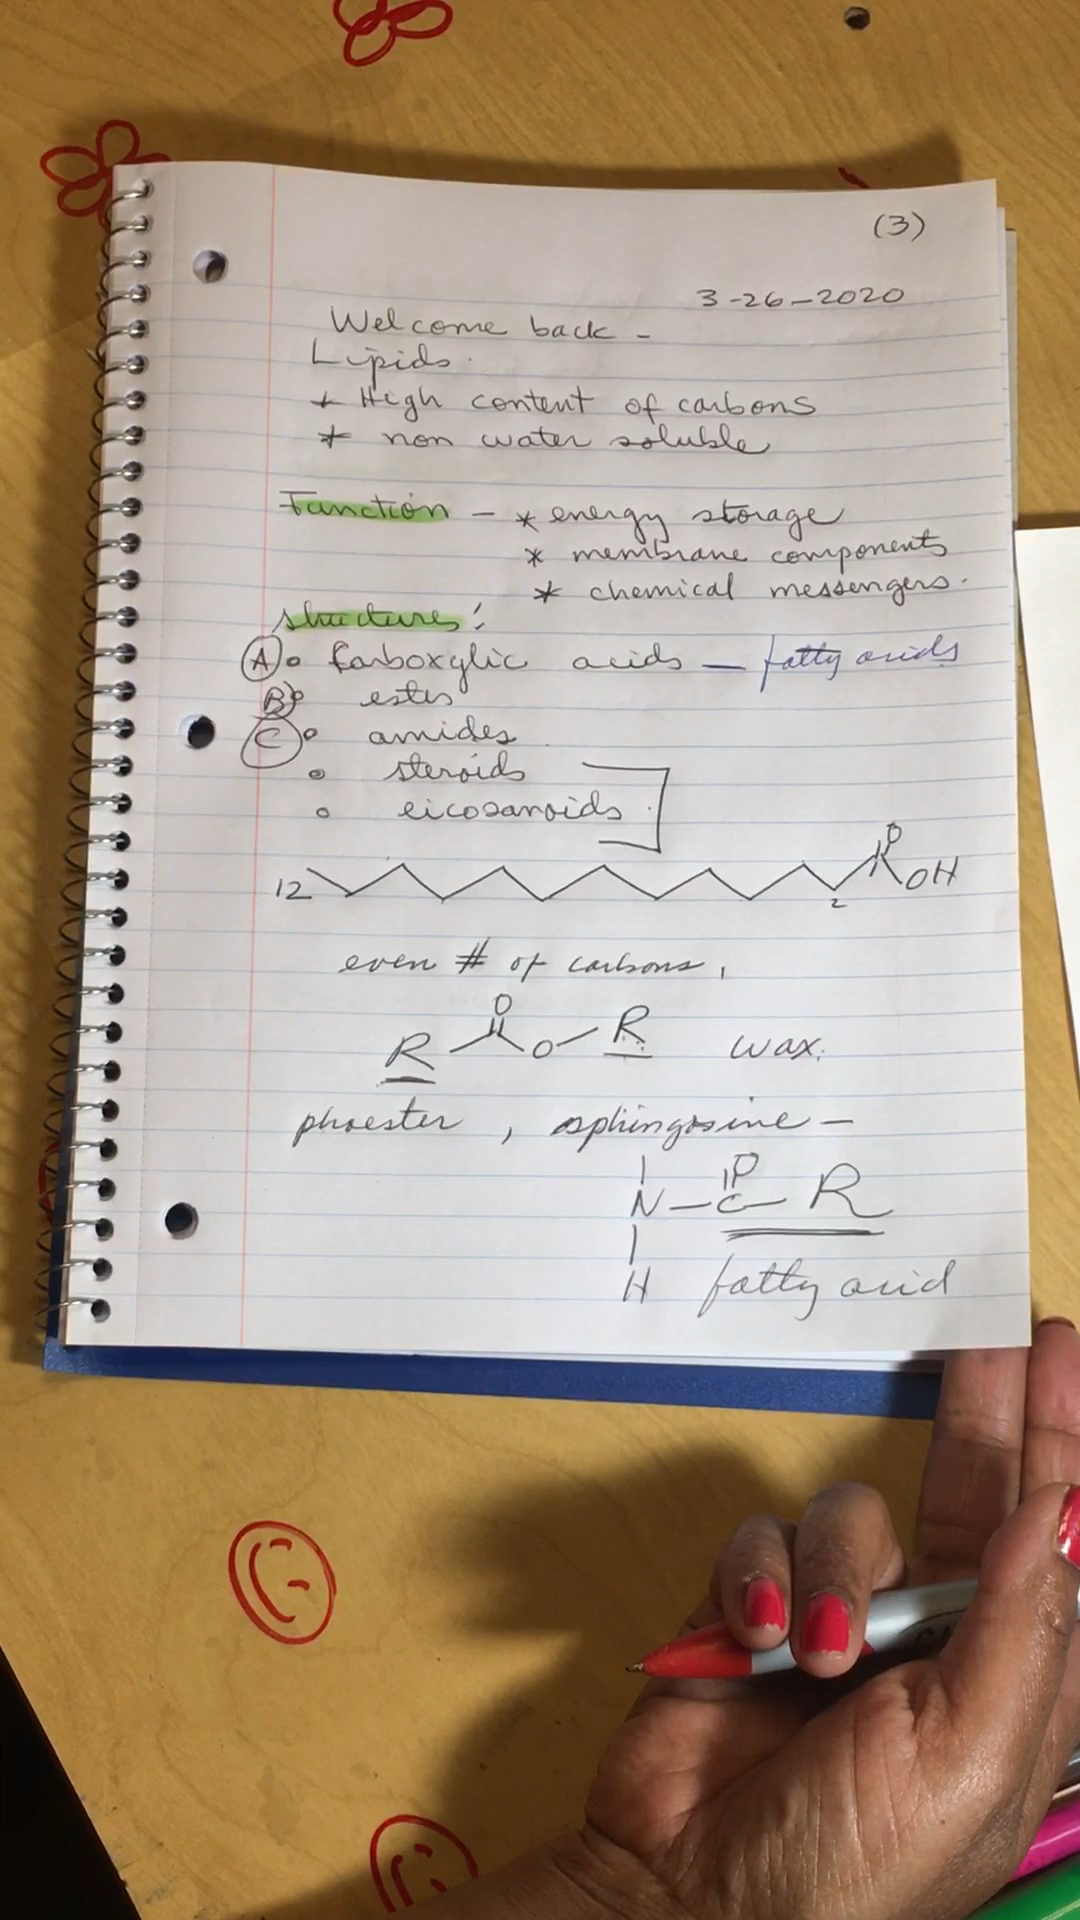 (3)
3-26-2020
Welcome back -
Lipids.
* High content of carbons
* non water soluble
Function - * energy storage
* membrane components
* chemical messengers.
structures:
A • Carboxylic acids — fatty acids
B • esters
C • amides
• steroids
• eicosanoids
O
12 OH
2
even # of carbons,
O
R O R wax.
phoester, sphingosine —
O
N - C - R
H fatty acid